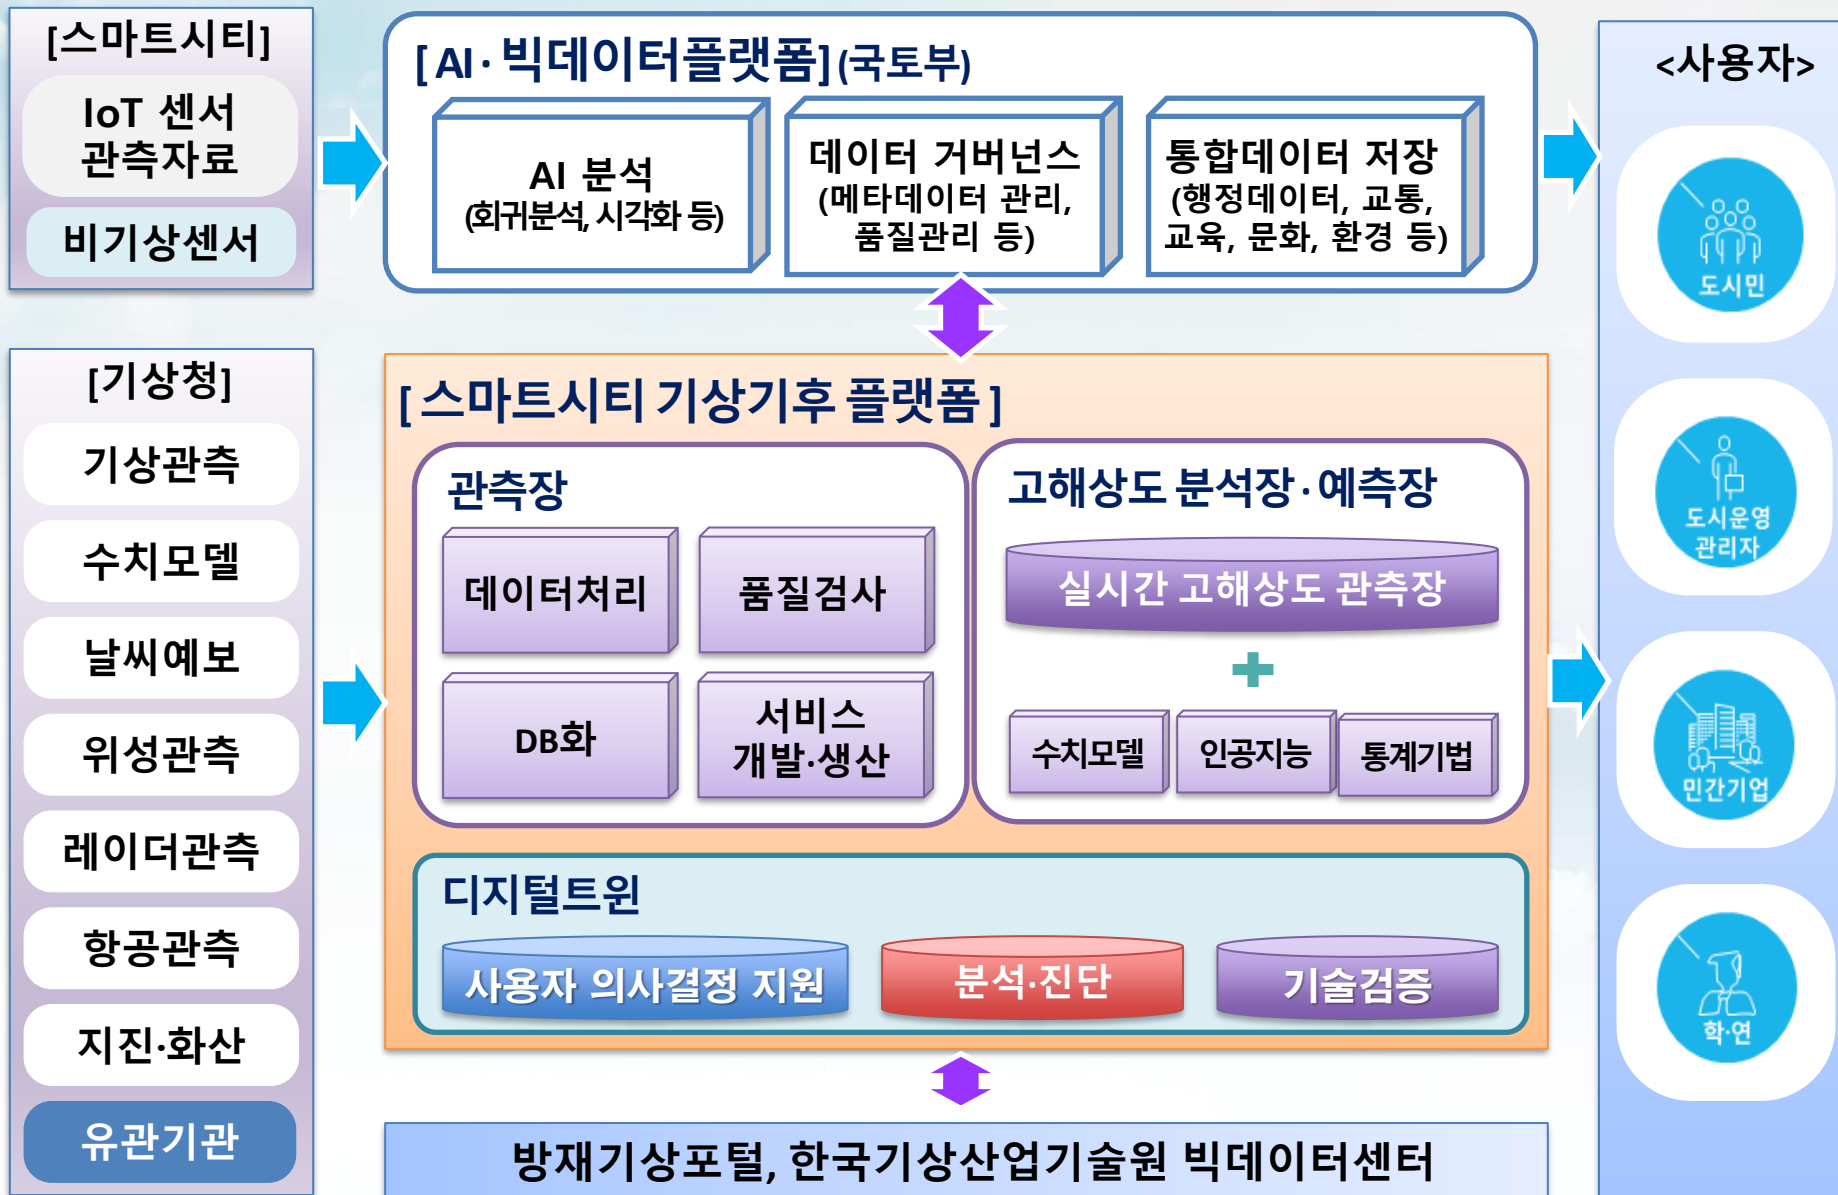 [스마트시티]
IoT 센서
관측자료
비기상센서
[AI·빅데이터플랫폼](국토부)
AI 분석
(회귀분석, 시각화 등)
데이터 거버넌스
(메타데이터 관리,
품질관리 등)
통합데이터 저장
(행정데이터, 교통,
교육, 문화, 환경 등)
[기상청]
기상관측
수치모델
날씨예보
위성관측
레이더관측
항공관측
지진·화산
유관기관
[스마트시티 기상기후 플랫폼]
관측장
데이터처리
품질검사
DB화
서비스
개발·생산
고해상도 분석장·예측장
실시간 고해상도 관측장
수치모델
인공지능
통계기법
디지털트윈
사용자 의사결정 지원
분석·진단
기술검증
방재기상포털, 한국기상산업기술원 빅데이터센터
<사용자>
도시민
도시운영
관리자
민간기업
학·연